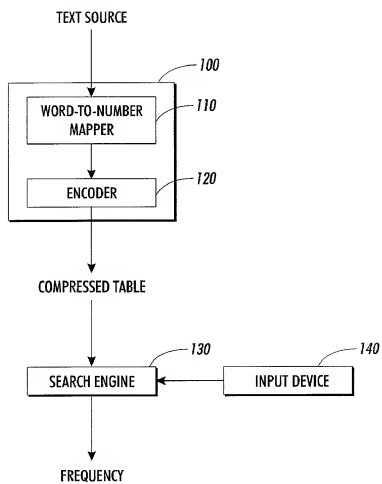 TEXT SOURCE
100
WORD-TO-NUMBER
MAPPER
110
ENCODER
120
COMPRESSED TABLE
130
140
SEARCH ENGINE
INPUT DEVICE
FREQUENCY